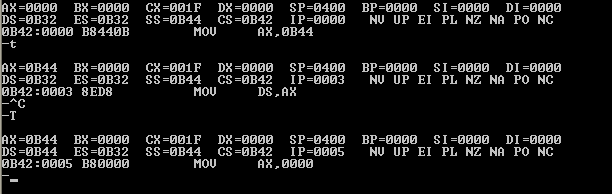 AX=0000  BX=0000  CX=001F  DX=0000  SP=0400  BP=0000  SI=0000  DI=0000
DS=0B32  ES=0B32  SS=0B44  CS=0B42  IP=0000   NV UP EI PL NZ NA PO NC
0B42:0000 B8440B        MOV     AX,0B44
-t

AX=0B44  BX=0000  CX=001F  DX=0000  SP=0400  BP=0000  SI=0000  DI=0000
DS=0B32  ES=0B32  SS=0B44  CS=0B42  IP=0003   NV UP EI PL NZ NA PO NC
0B42:0003 8ED8          MOV     DS,AX
-^C
-T

AX=0B44  BX=0000  CX=001F  DX=0000  SP=0400  BP=0000  SI=0000  DI=0000
DS=0B44  ES=0B32  SS=0B44  CS=0B42  IP=0005   NV UP EI PL NZ NA PO NC
0B42:0005 B80000        MOV     AX,0000
-_